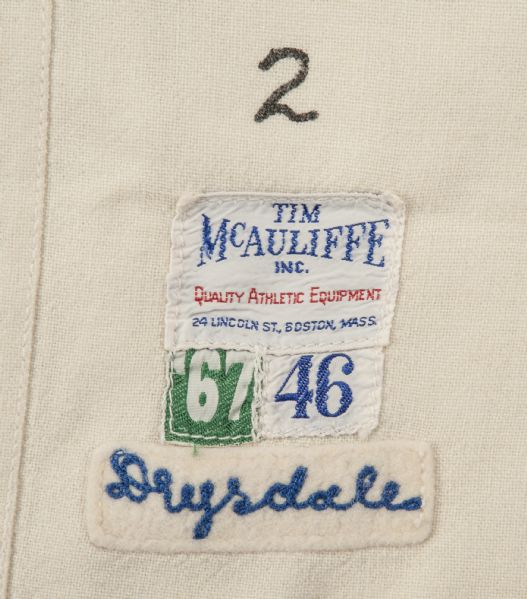 2
TIM
McAULIFFE
INC.
QUALITY ATHLETIC EQUIPMENT
24 LINCOLN ST., BOSTON, MASS.
'67 46
Drysdale